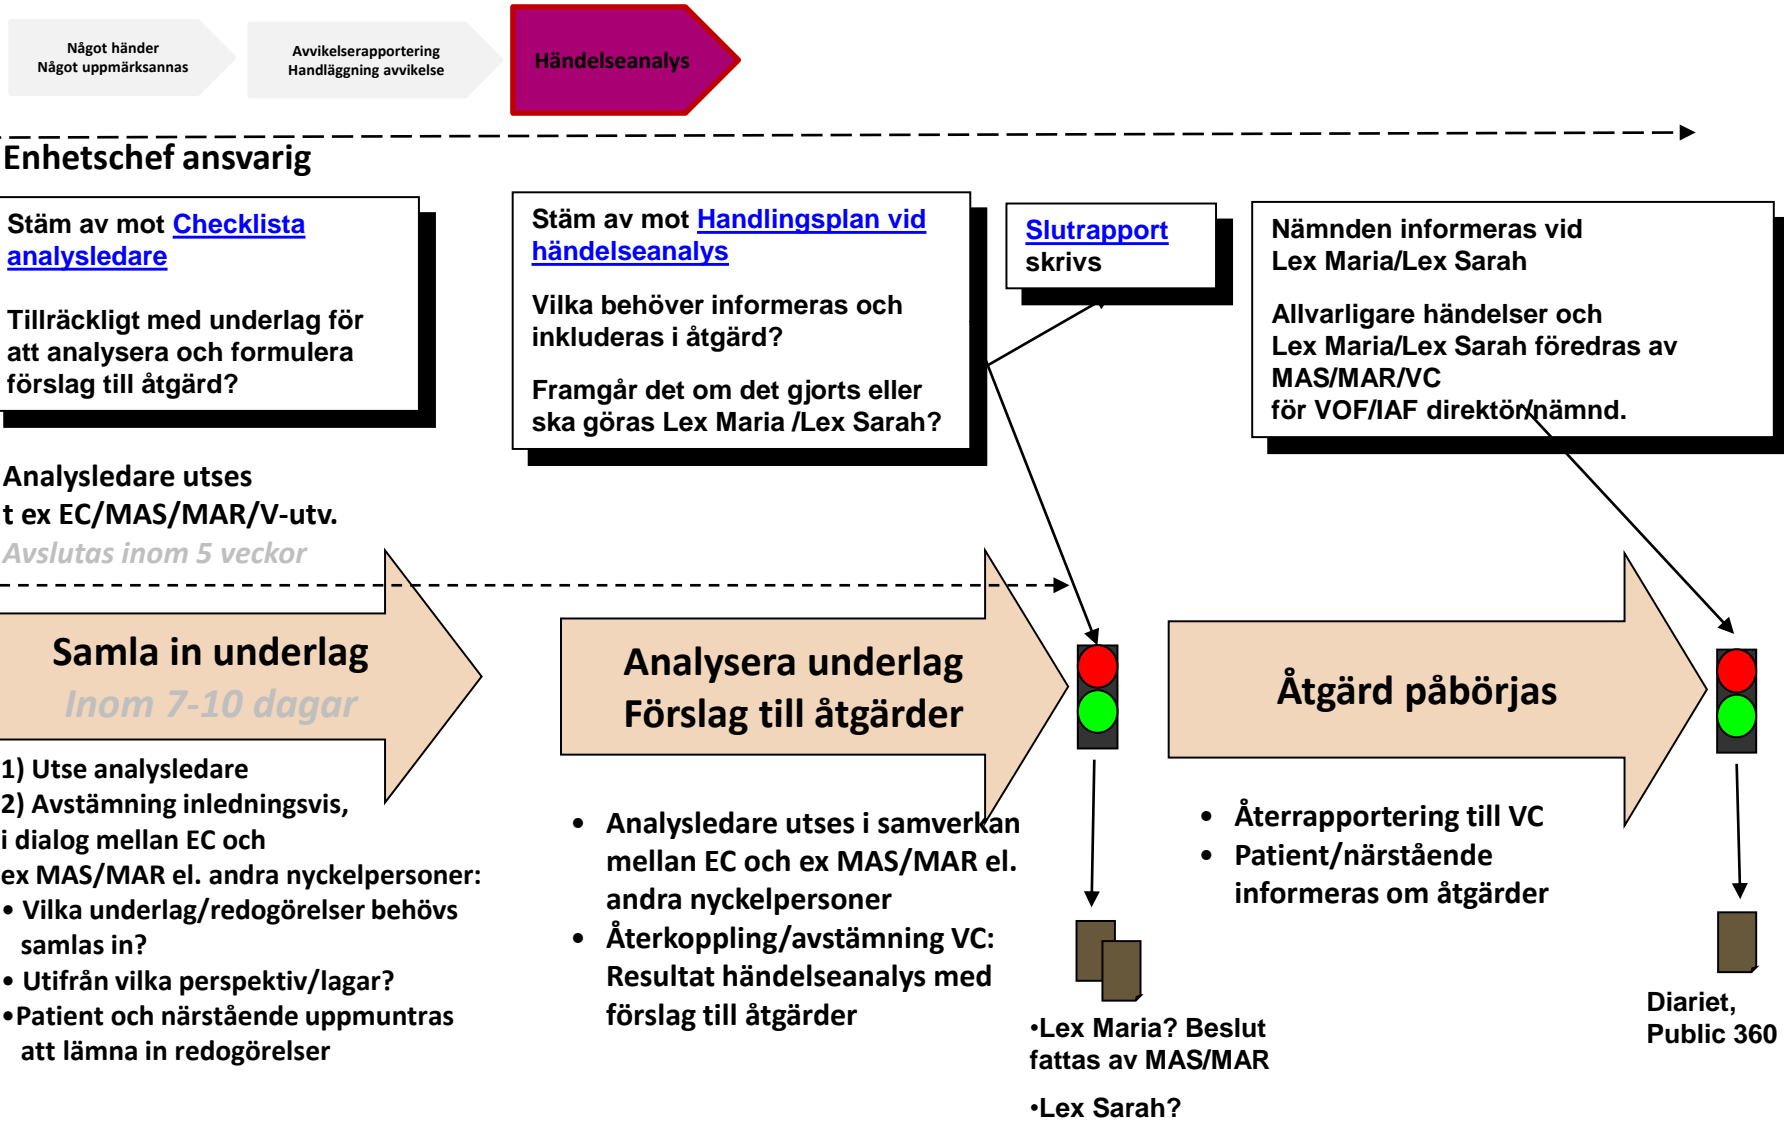 Något händer
Något uppmärksannas
Avvikelserapportering
Handläggning avvikelse
Händelseanalys
Enhetschef ansvarig
Stäm av mot Checklista
analysledare
Tillräckligt med underlag för
att analysera och formulera
förslag till åtgärd?
Stäm av mot Handlingsplan vid
händelseanalys
Vilka behöver informeras och
inkluderas i åtgärd?
Framgår det om det gjorts eller
ska göras Lex Maria /Lex Sarah?
Slutrapport
skrivs
Nämnden informeras vid
Lex Maria/Lex Sarah
Allvarligare händelser och
Lex Maria/Lex Sarah föredras av
MAS/MAR/VC
för VOF/IAF direktör/nämnd.
Analysledare utses
t ex EC/MAS/MAR/V-utv.
Avslutas inom 5 veckor
Samla in underlag
Inom 7-10 dagar
Analysera underlag
Förslag till åtgärder
Åtgärd påbörjas
1) Utse analysledare
2) Avstämning inledningsvis,
i dialog mellan EC och
ex MAS/MAR el. andra nyckelpersoner:
• Vilka underlag/redogörelser behövs
samlas in?
• Utifrån vilka perspektiv/lagar?
•Patient och närstående uppmuntras
att lämna in redogörelser
• Analysledare utses i samverkan
mellan EC och ex MAS/MAR el.
andra nyckelpersoner
• Återkoppling/avstämning VC:
Resultat händelseanalys med
förslag till åtgärder
•Lex Maria? Beslut
fattas av MAS/MAR
•Lex Sarah?
• Återrapportering till VC
• Patient/närstående
informeras om åtgärder
Diariet,
Public 360